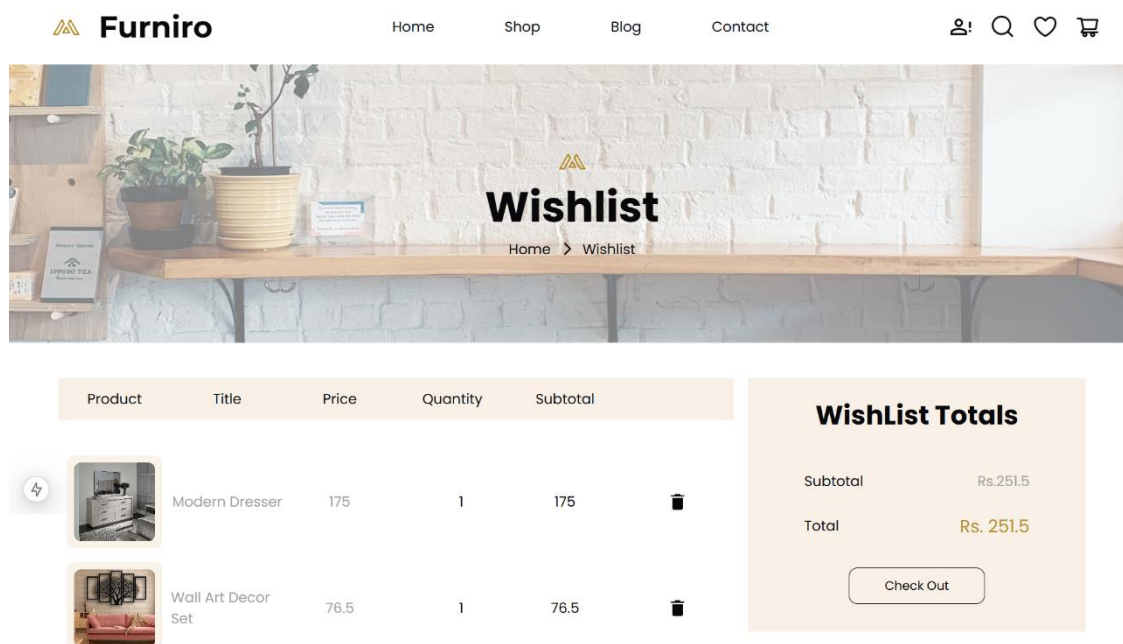 Furniro Home Shop Blog Contact
Wishlist
Home > Wishlist
IPPODO TEA
Product Title Price Quantity Subtotal
Modern Dresser 175 1 175
Wall Art Decor
Set
76.5 1 76.5
WishList Totals
Subtotal Rs.251.5
Total Rs. 251.5
Check Out